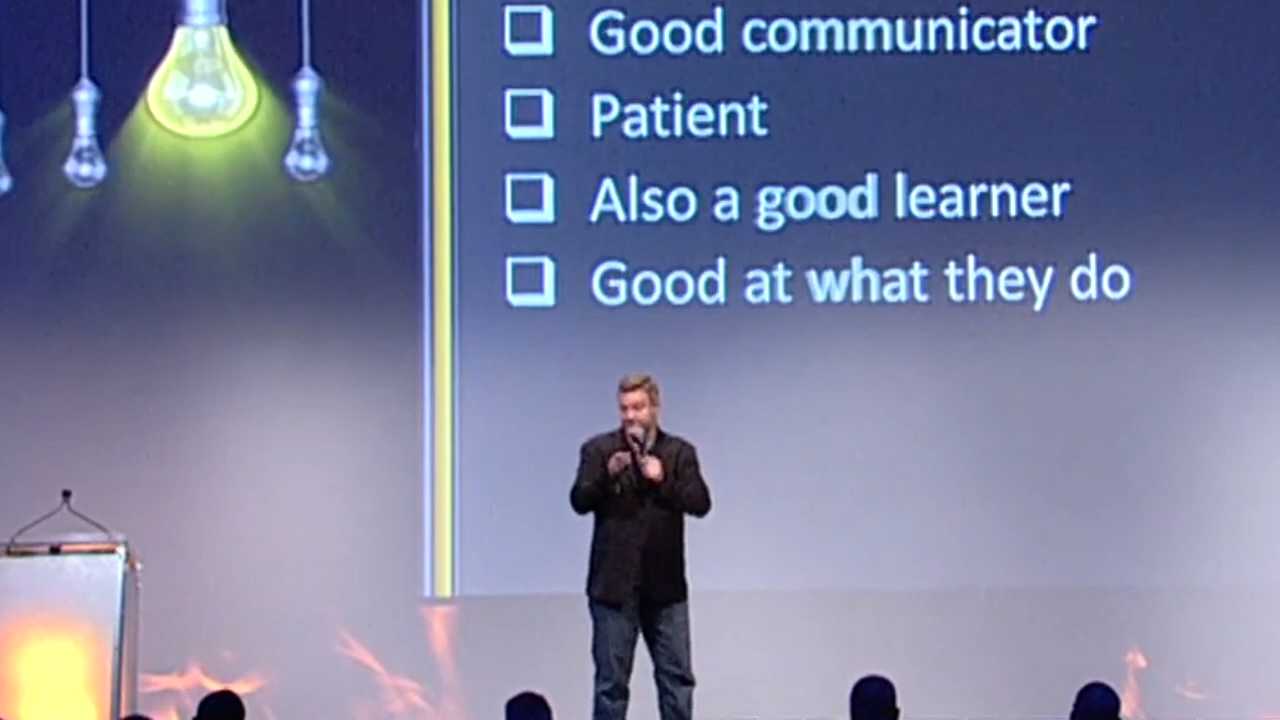 Good communicator
Patient
Also a good learner
Good at what they do